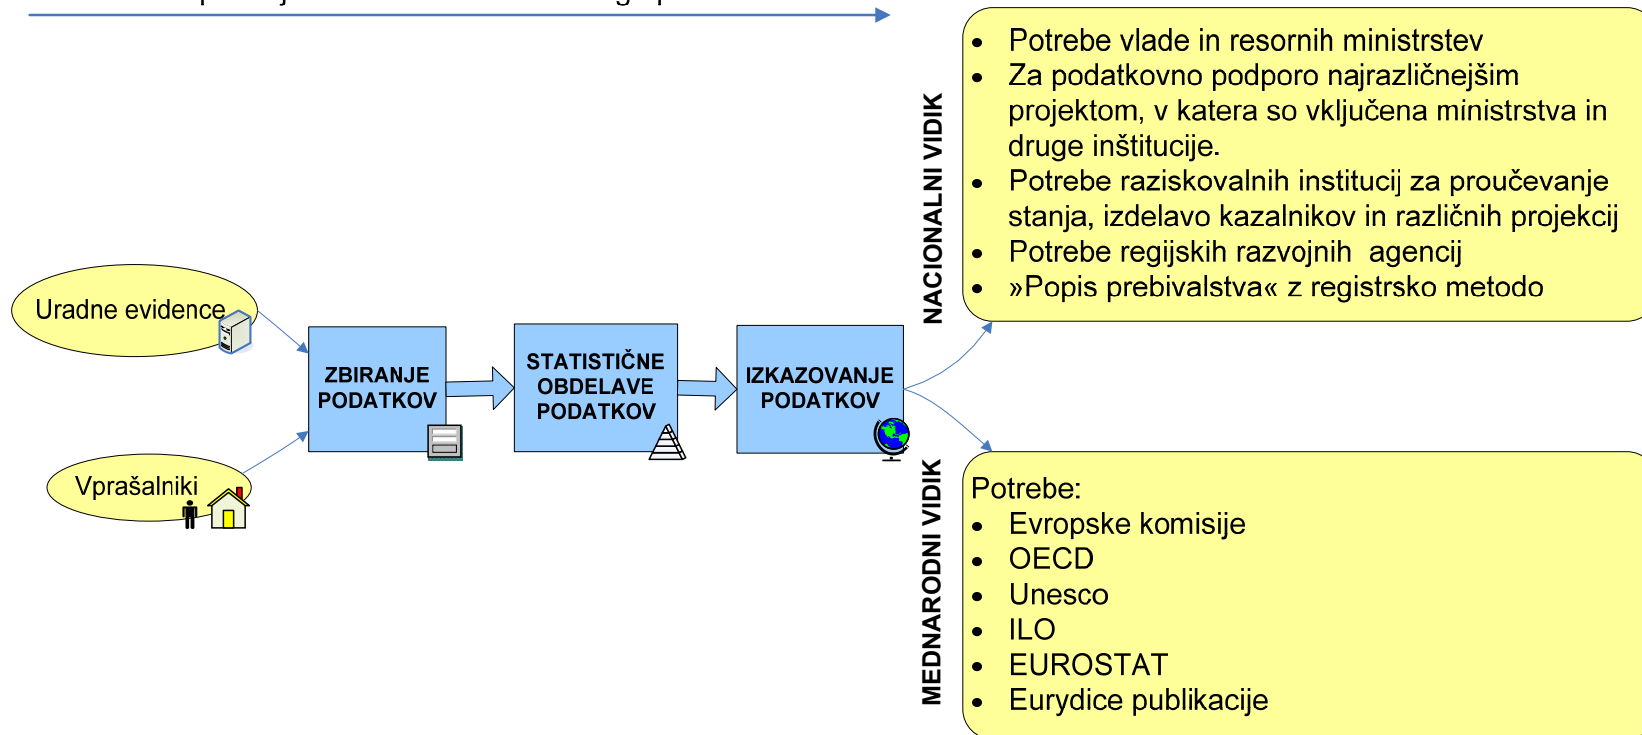 Uradne evidence
Vprašalniki
ZBIRANJE
PODATKOV
STATISTIČNE
OBDELAVE
PODATKOV
IZKAZOVANJE
PODATKOV
NACIONALNI VIDIK
• Potrebe vlade in resornih ministrstev
• Za podatkovno podporo najrazličnejšim
projektom, v katera so vključena ministrstva in
druge inštitucije.
• Potrebe raziskovalnih institucij za proučevanje
stanja, izdelavo kazalnikov in različnih projekcij
• Potrebe regijskih razvojnih agencij
• »Popis prebivalstva« z registrsko metodo
MEDNARODNI VIDIK
Potrebe:
• Evropske komisije
• OECD
• Unesco
• ILO
• EUROSTAT
• Eurydice publikacije